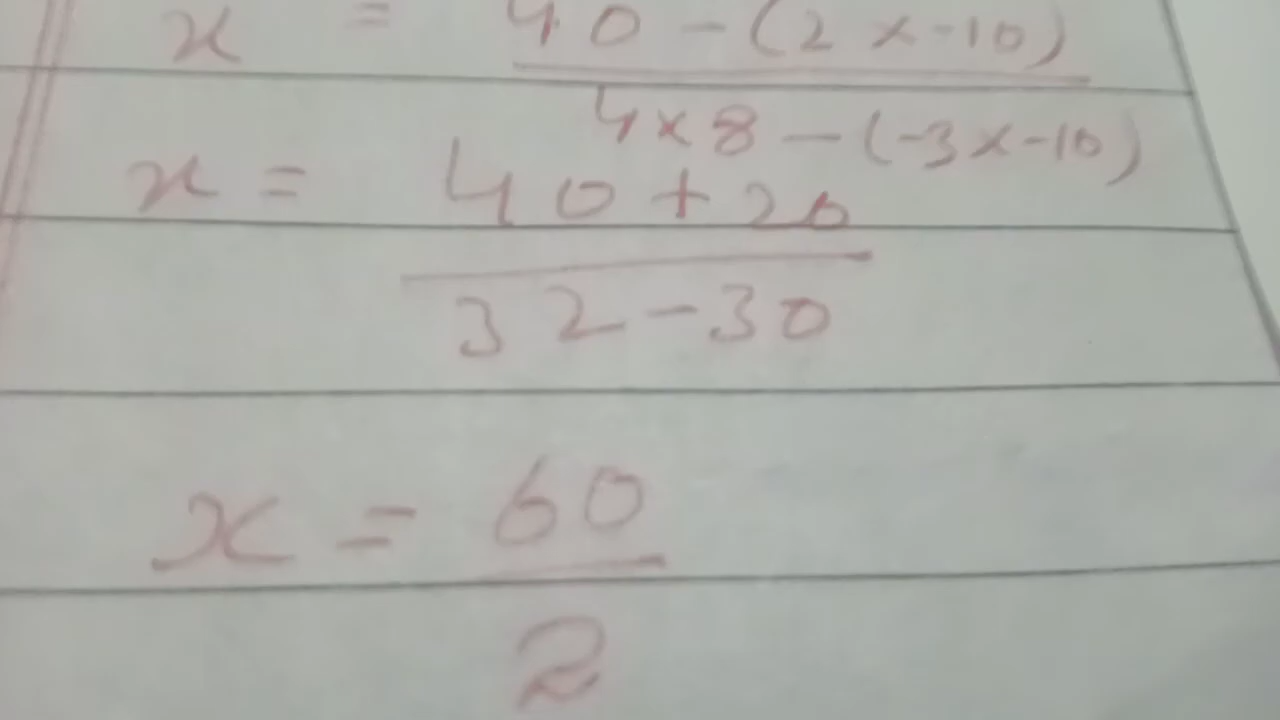 x = 40 - (2 x -10)
4 x 8 - (-3 x -10)
x = 40 + 20
32 - 30
x = 60
2